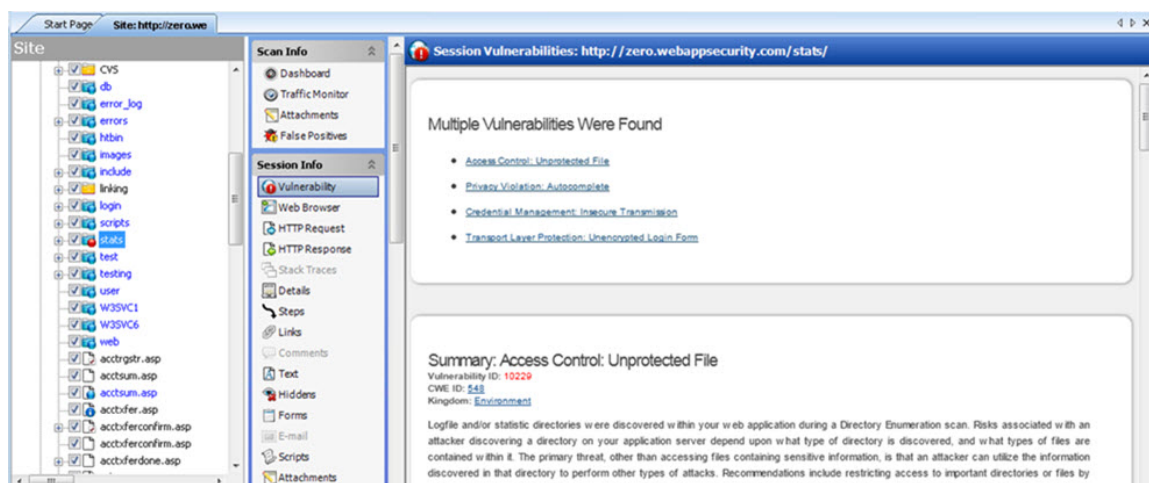 Start Page
Site: http://zero.we
Site
CVS
db
error_log
errors
htbin
images
include
linking
login
scripts
stats
test
testing
user
W3SVC1
W3SVC6
web
acctrgstr.asp
acctsum.asp
acctsum.asp
acctxfer.asp
acctxferconfirm.asp
acctxferconfirm.asp
acctxferdone.asp
Scan Info
Dashboard
Traffic Monitor
Attachments
False Positives
Session Info
Vulnerability
Web Browser
HTTP Request
HTTP Response
Stack Traces
Details
Steps
Links
Comments
Text
Hiddens
Forms
E-mail
Scripts
Attachments
Session Vulnerabilities: http://zero.webappsecurity.com/stats/
Multiple Vulnerabilities Were Found
Access Control: Unprotected File
Privacy Violation: Autocomplete
Credential Management: Insecure Transmission
Transport Layer Protection: Unencrypted Login Form
Summary: Access Control: Unprotected File
Vulnerability ID: 10229
CWE ID: 548
Kingdom: Environment
Logfile and/or statistic directories were discovered within your web application during a Directory Enumeration scan. Risks associated with an
attacker discovering a directory on your application server depend upon what type of directory is discovered, and what types of files are
contained within it. The primary threat, other than accessing files containing sensitive information, is that an attacker can utilize the information
discovered in that directory to perform other types of attacks. Recommendations include restricting access to important directories or files by